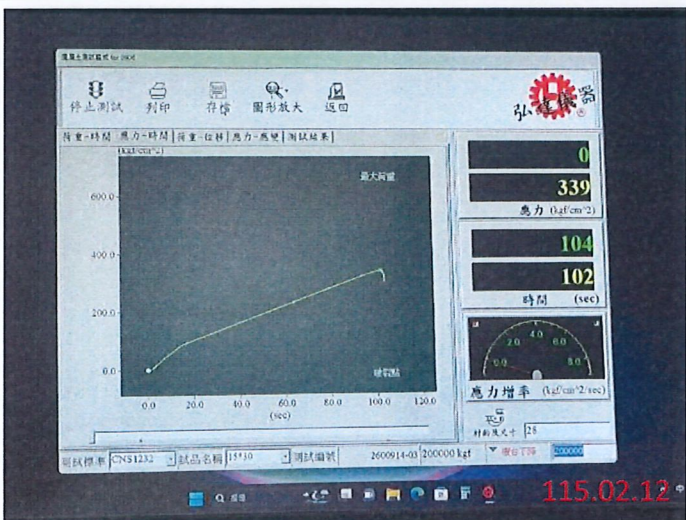 停止測試 列印 存檔 圖形放大 返回
弘達儀器
荷重-時間 應力-時間 荷重-位移 應力-應變 測試結果
(kgf/cm^2)
最大荷重
600.0
400.0
200.0
0.0
0.0 20.0 40.0 60.0 80.0 100.0 120.0
(sec)
0
339
應力 (kgf/cm^2)
104
102
時間 (sec)
0.0 2.0 4.0 6.0 8.0
應力增率 (kgf/cm^2/sec)
28
測試標準 CNS1232 試品名稱 15*30 測試編號 2600914-03 200000 kgf 200000
115.02.12